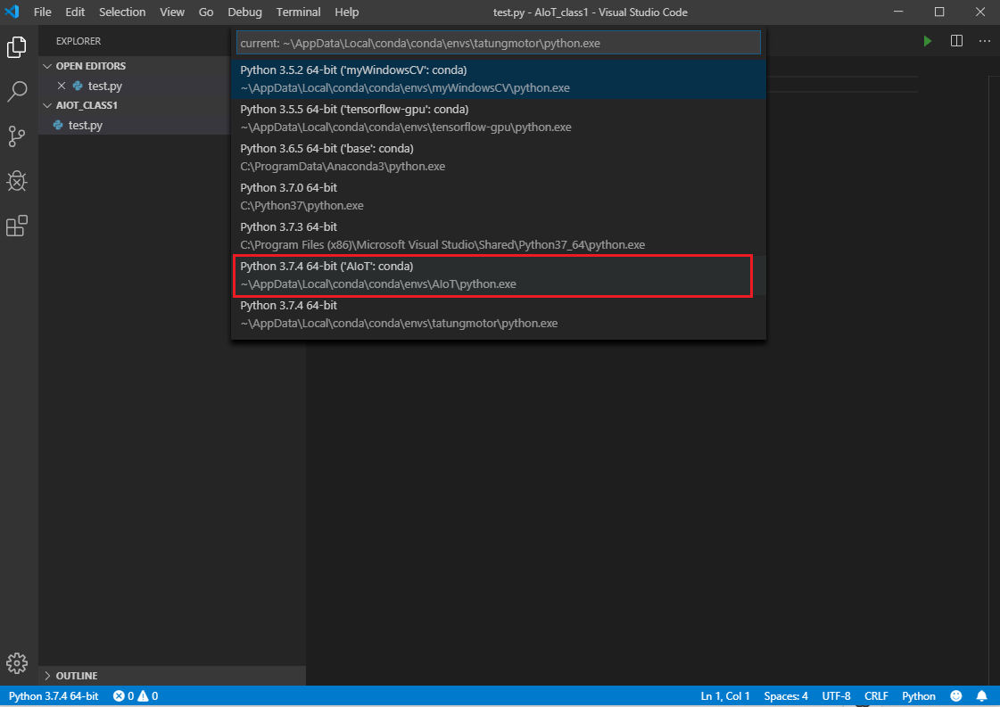 File Edit Selection View Go Debug Terminal Help test.py - AIoT_class1 - Visual Studio Code
EXPLORER
current: ~\AppData\Local\conda\conda\envs\tatungmotor\python.exe
OPEN EDITORS
test.py
AIOT_CLASS1
test.py
Python 3.5.2 64-bit ('myWindowsCV': conda)
~\AppData\Local\conda\conda\envs\myWindowsCV\python.exe
Python 3.5.5 64-bit ('tensorflow-gpu': conda)
~\AppData\Local\conda\conda\envs\tensorflow-gpu\python.exe
Python 3.6.5 64-bit ('base': conda)
C:\ProgramData\Anaconda3\python.exe
Python 3.7.0 64-bit
C:\Python37\python.exe
Python 3.7.3 64-bit
C:\Program Files (x86)\Microsoft Visual Studio\Shared\Python37_64\python.exe
Python 3.7.4 64-bit ('AIoT': conda)
~\AppData\Local\conda\conda\envs\AIoT\python.exe
Python 3.7.4 64-bit
~\AppData\Local\conda\conda\envs\tatungmotor\python.exe
OUTLINE
Python 3.7.4 64-bit 0 0 Ln 1, Col 1 Spaces: 4 UTF-8 CRLF Python